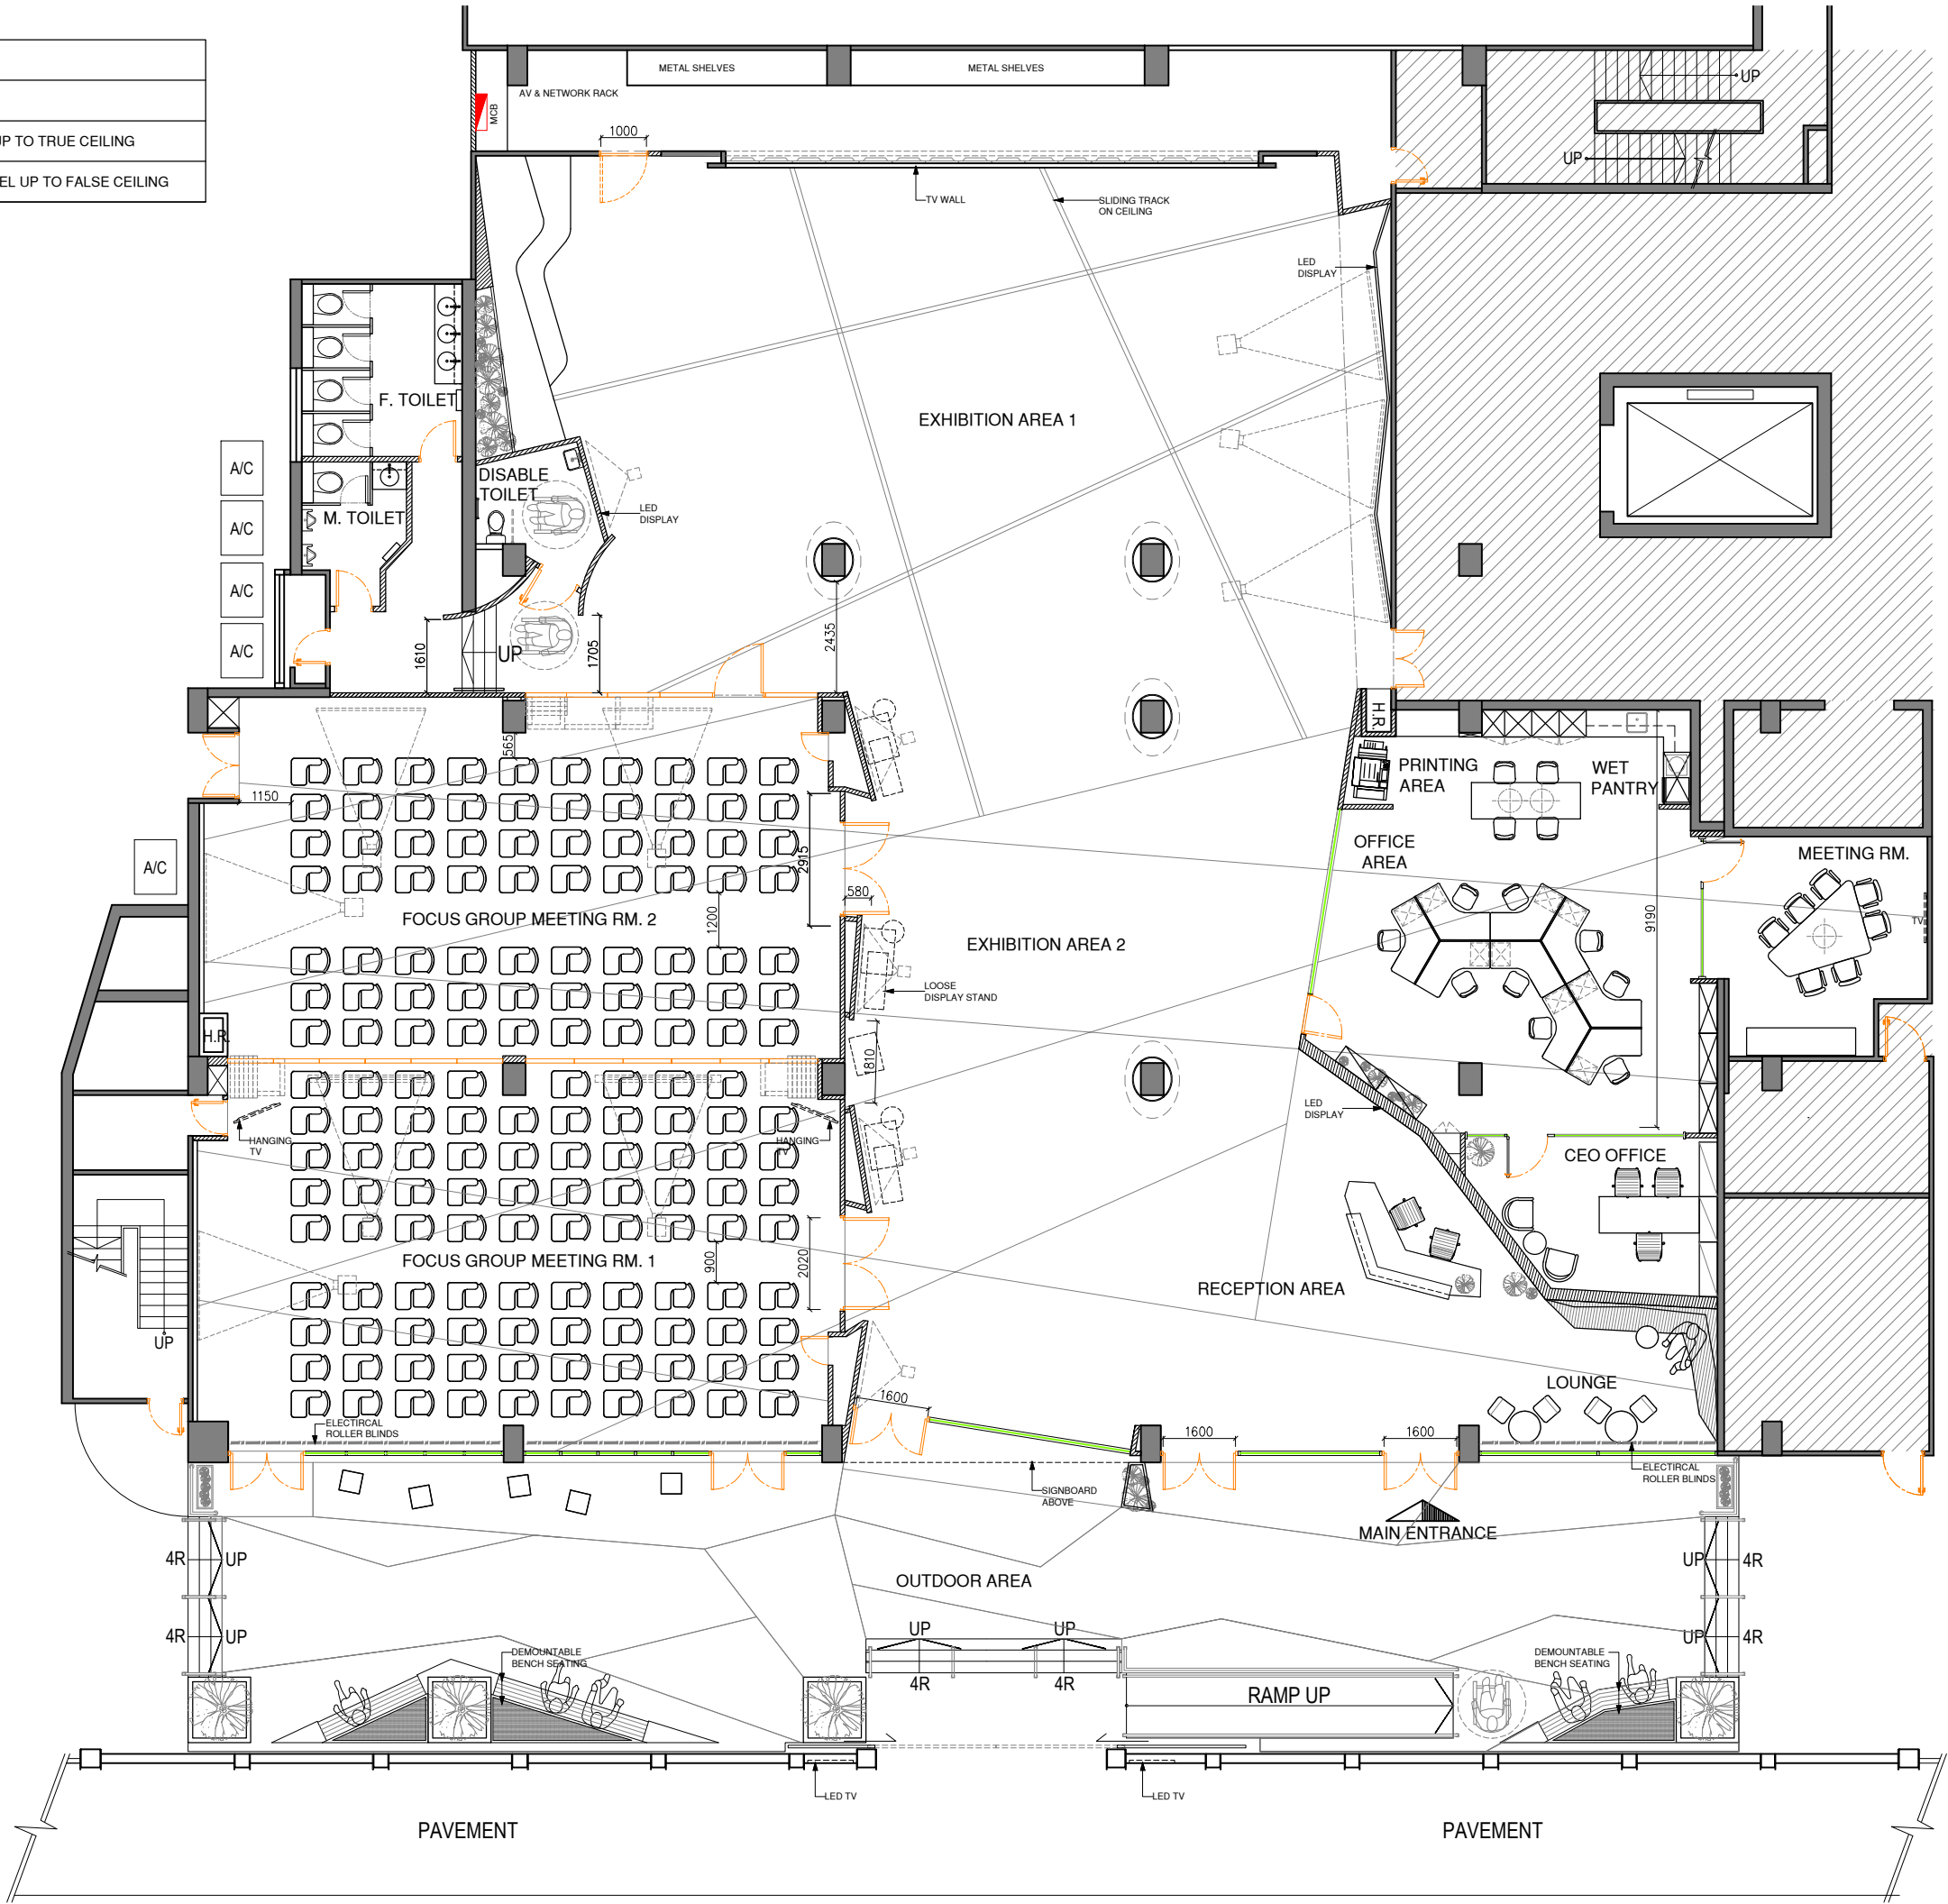 UP TO TRUE CEILING
EL UP TO FALSE CEILING
METAL SHELVES
METAL SHELVES
AV & NETWORK RACK
MCB
1000
UP
UP
TV WALL
SLIDING TRACK
ON CEILING
LED
DISPLAY
F. TOILET
EXHIBITION AREA 1
A/C
A/C
A/C
A/C
DISABLE
TOILET
M. TOILET
LED
DISPLAY
1610
UP
1705
2435
H.R.
565
1150
PRINTING
AREA
WET
PANTRY
2915
OFFICE
AREA
MEETING RM.
A/C
580
1200
FOCUS GROUP MEETING RM. 2
9190
TV
EXHIBITION AREA 2
LOOSE
DISPLAY STAND
H.R.
1810
LED
DISPLAY
HANGING
TV
HANGING
TV
CEO OFFICE
900
2020
FOCUS GROUP MEETING RM. 1
RECEPTION AREA
UP
LOUNGE
1600
ELECTIRCAL
ROLLER BLINDS
1600
1600
ELECTIRCAL
ROLLER BLINDS
SIGNBOARD
ABOVE
MAIN ENTRANCE
4R
UP
UP
4R
OUTDOOR AREA
4R
UP
UP
UP
UP
4R
DEMOUNTABLE
BENCH SEATING
DEMOUNTABLE
BENCH SEATING
4R
4R
RAMP UP
LED TV
LED TV
PAVEMENT
PAVEMENT